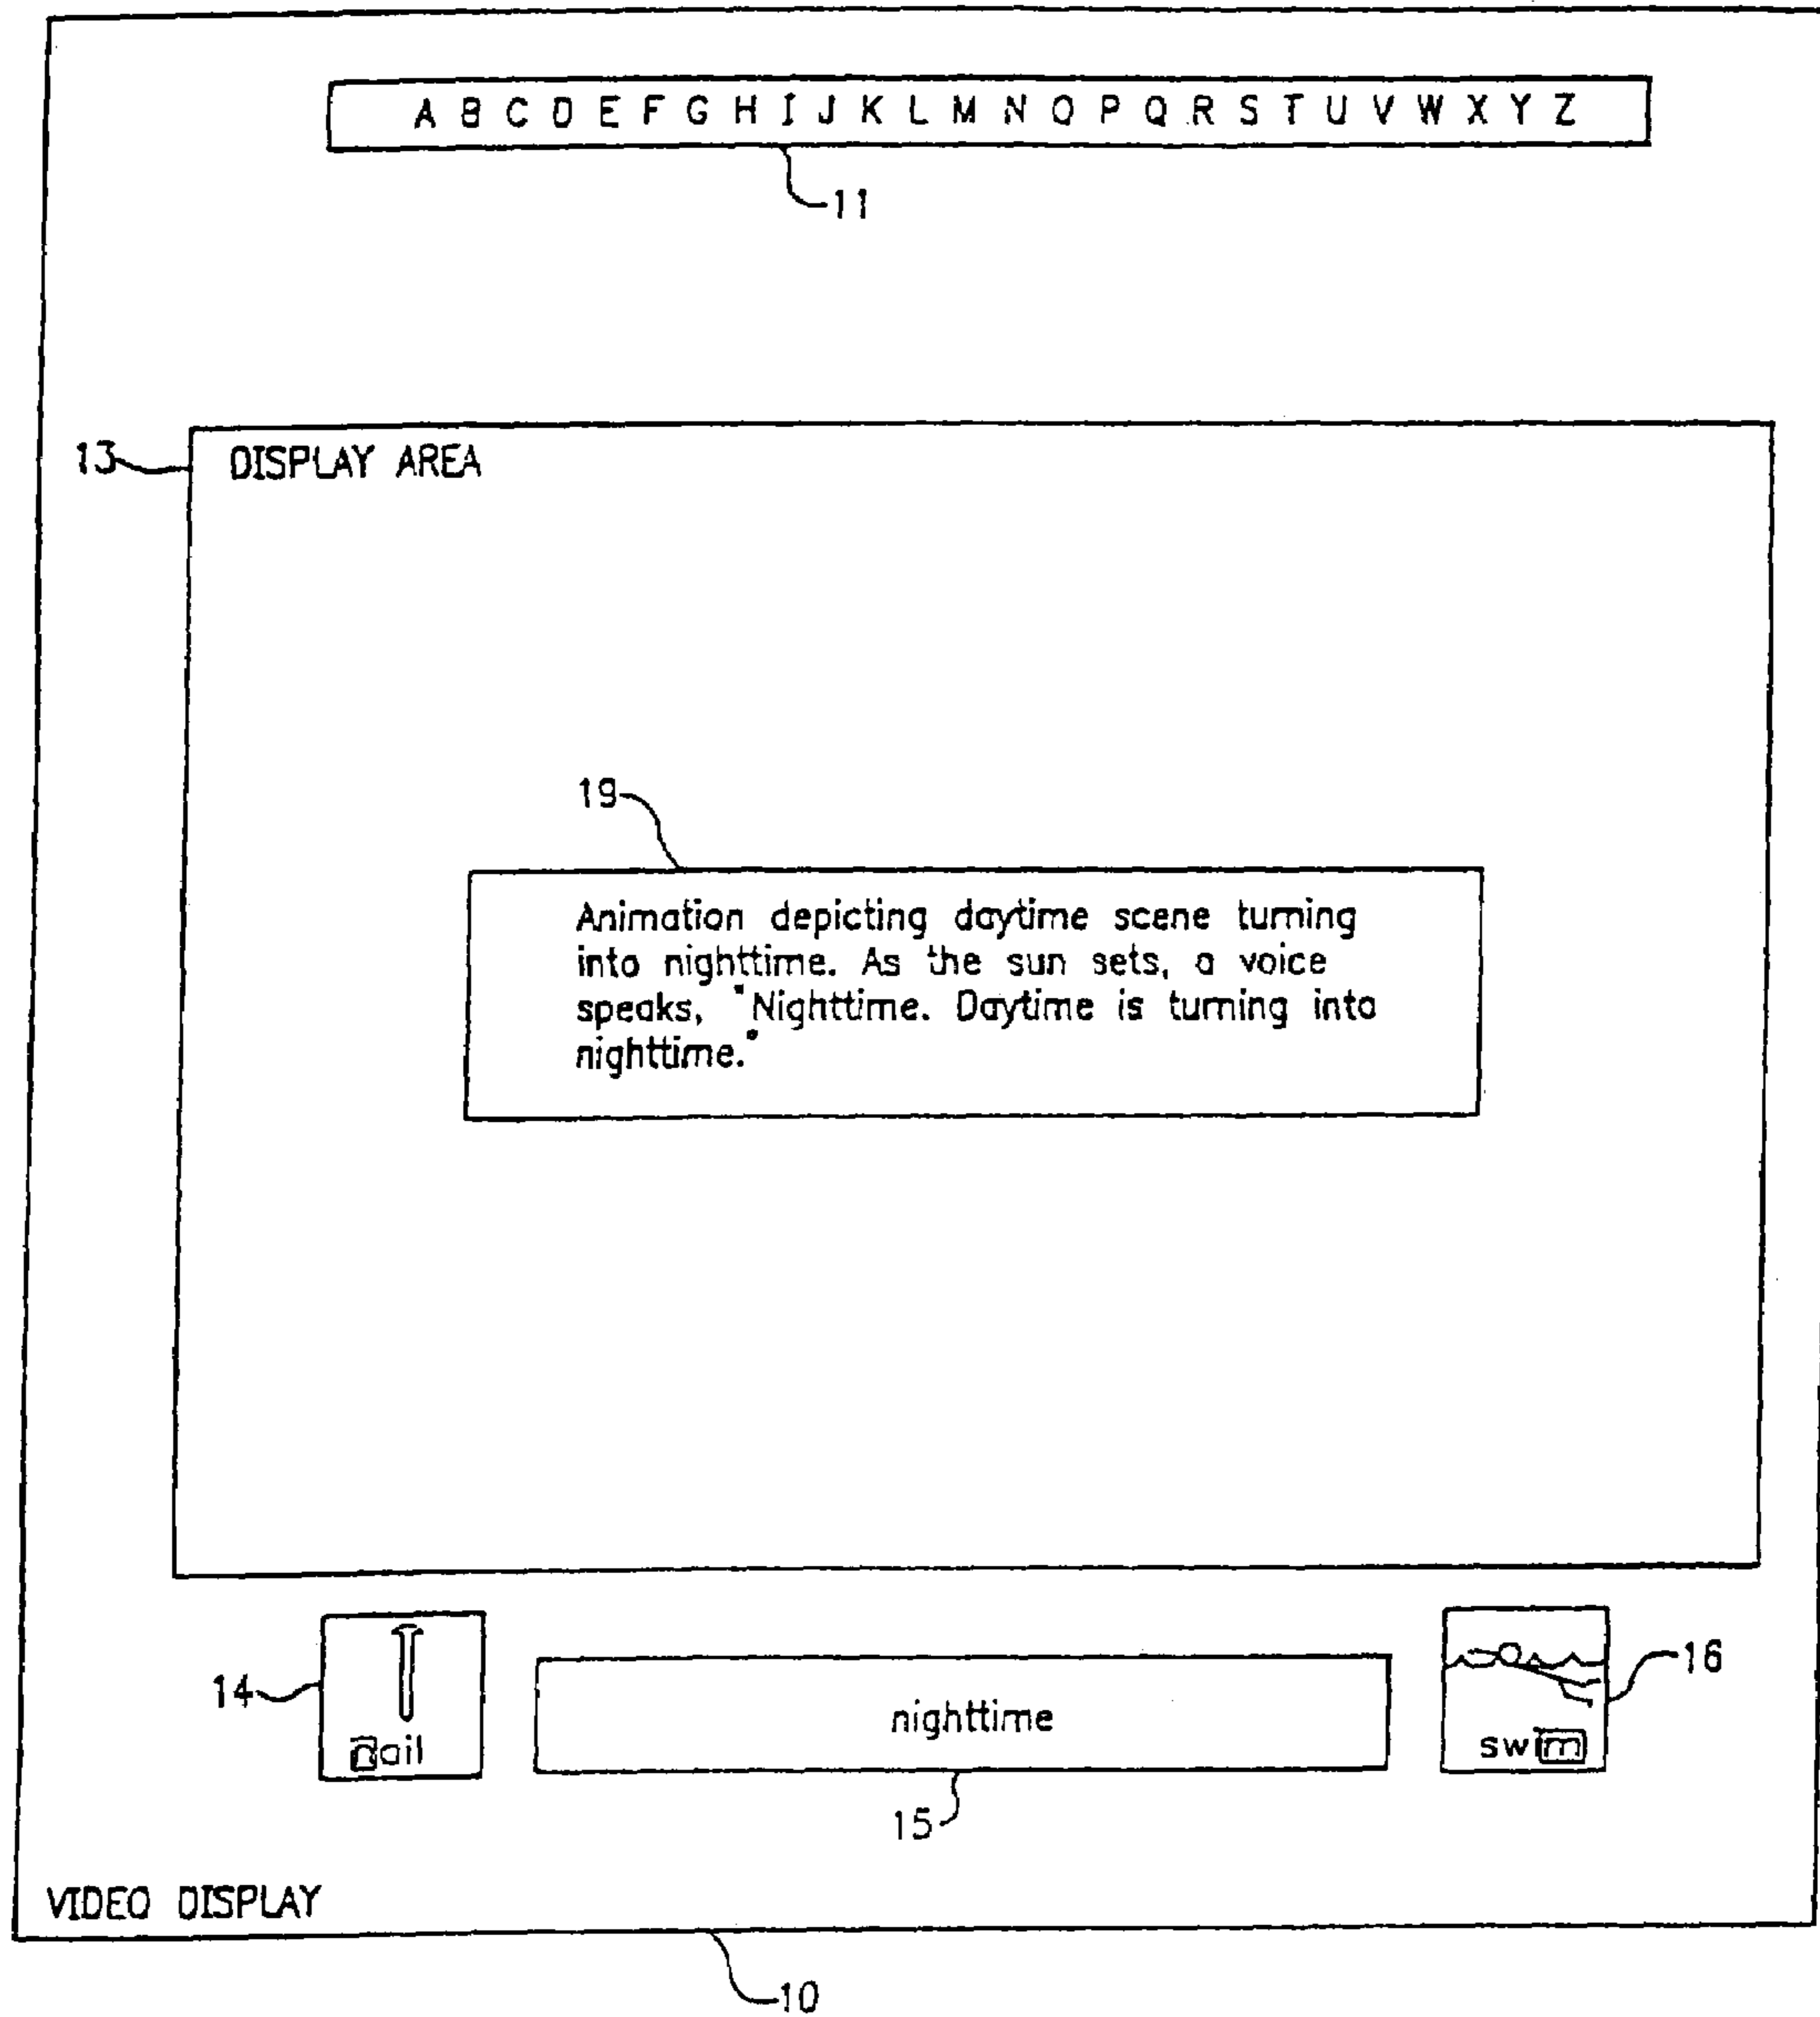 A B C D E F G H I J K L M N O P Q R S T U V W X Y Z
11
13
DISPLAY AREA
19
Animation depicting daytime scene turning
into nighttime. As the sun sets, a voice
speaks, "Nighttime. Daytime is turning into
nighttime."
14
nail
nighttime
15
swim
16
VIDEO DISPLAY
10